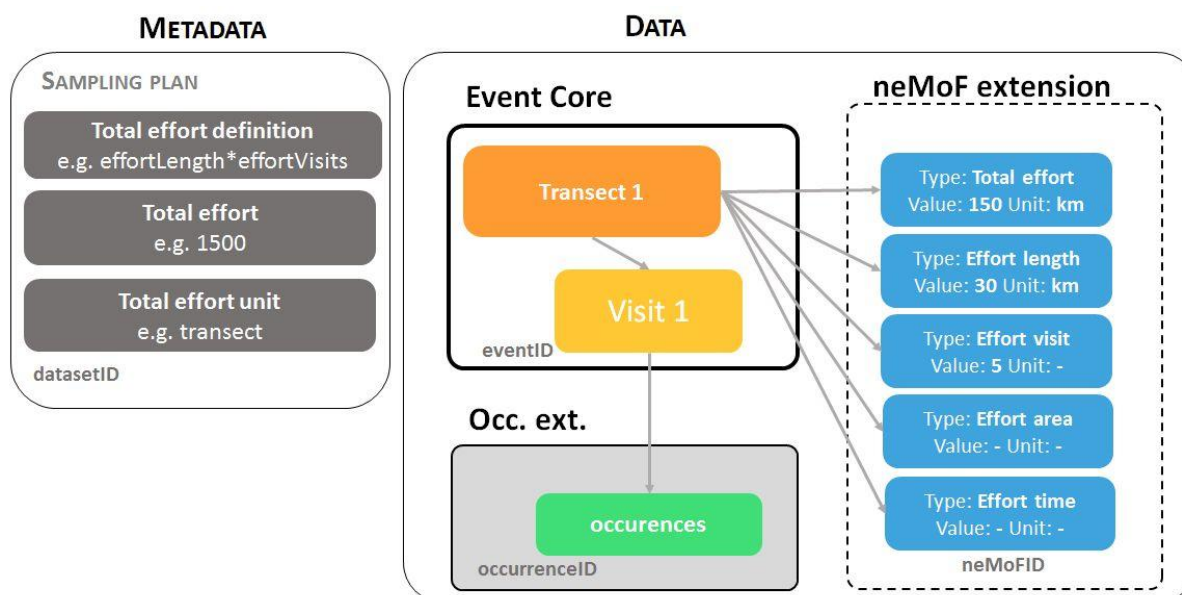 METADATA
SAMPLING PLAN
Total effort definition
e.g. effortLength*effortVisits
Total effort
e.g. 1500
Total effort unit
e.g. transect
datasetID
DATA
Event Core
Transect 1
Visit 1
eventID
Occ. ext.
occurences
occurrenceID
neMoF extension
Type: Total effort
Value: 150 Unit: km
Type: Effort length
Value: 30 Unit: km
Type: Effort visit
Value: 5 Unit: -
Type: Effort area
Value: - Unit: -
Type: Effort time
Value: - Unit: -
neMoFID